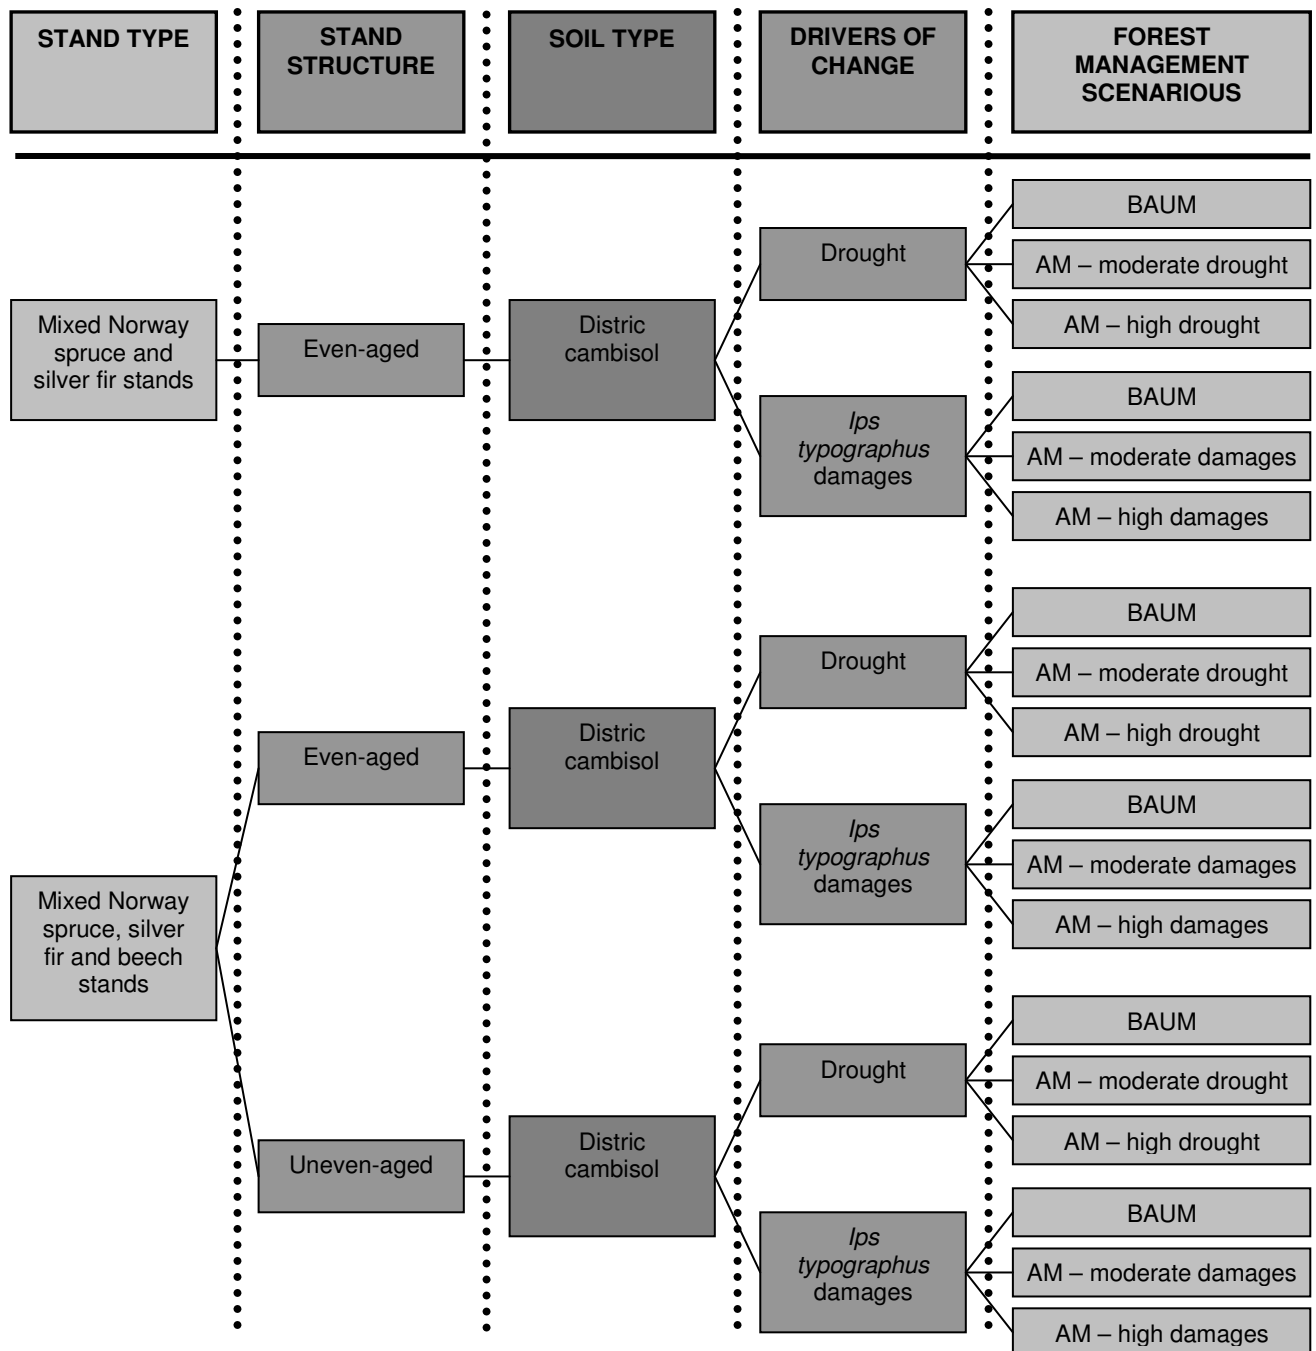 STAND TYPE
STAND
STRUCTURE
SOIL TYPE
DRIVERS OF
CHANGE
FOREST
MANAGEMENT
SCENARIOUS
Mixed Norway
spruce and
silver fir stands
Even-aged
Distric
cambisol
Drought
BAUM
AM – moderate drought
AM – high drought
Ips
typographus
damages
BAUM
AM – moderate damages
AM – high damages
Mixed Norway
spruce, silver
fir and beech
stands
Even-aged
Distric
cambisol
Drought
BAUM
AM – moderate drought
AM – high drought
Ips
typographus
damages
BAUM
AM – moderate damages
AM – high damages
Uneven-aged
Distric
cambisol
Drought
BAUM
AM – moderate drought
AM – high drought
Ips
typographus
damages
BAUM
AM – moderate damages
AM – high damages